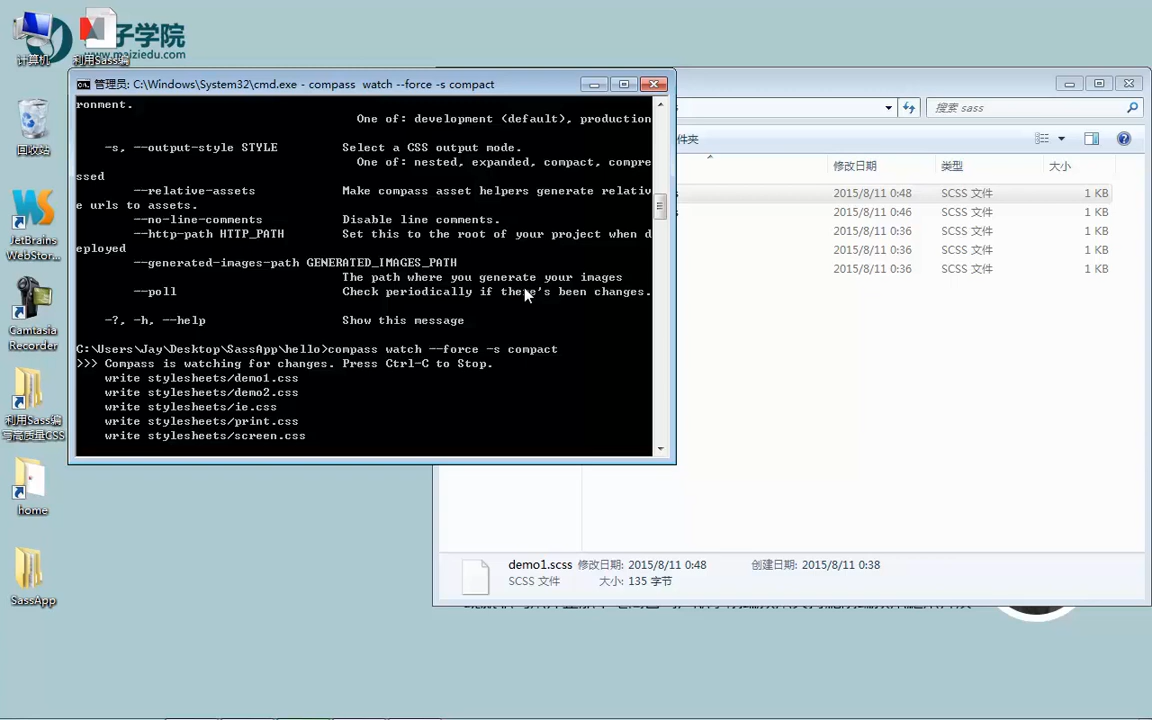 子学院
www.maiziedu.com
计算机
利用Sass编
回收站
JetBrains
WebStor...
Camtasia
Recorder
利用Sass编
写高质量CSS
home
SassApp
管理员: C:\Windows\System32\cmd.exe - compass  watch --force -s compact
ronment.
One of: development (default), production
-s, --output-style STYLE Select a CSS output mode.
One of: nested, expanded, compact, compre
ssed
--relative-assets Make compass asset helpers generate relativ
e urls to assets.
--no-line-comments Disable line comments.
--http-path HTTP_PATH Set this to the root of your project when d
eployed
--generated-images-path GENERATED_IMAGES_PATH
The path where you generate your images
--poll Check periodically if there's been changes.
-?, -h, --help Show this message
C:\Users\Jay\Desktop\SassApp\hello>compass watch --force -s compact
>>> Compass is watching for changes. Press Ctrl-C to Stop.
write stylesheets/demo1.css
write stylesheets/demo2.css
write stylesheets/ie.css
write stylesheets/print.css
write stylesheets/screen.css
搜索 sass
件夹
修改日期 类型 大小
2015/8/11 0:48 SCSS 文件 1 KB
2015/8/11 0:46 SCSS 文件 1 KB
2015/8/11 0:36 SCSS 文件 1 KB
2015/8/11 0:36 SCSS 文件 1 KB
2015/8/11 0:36 SCSS 文件 1 KB
demo1.scss 修改日期: 2015/8/11 0:48 创建日期: 2015/8/11 0:38
SCSS 文件 大小: 135 字节